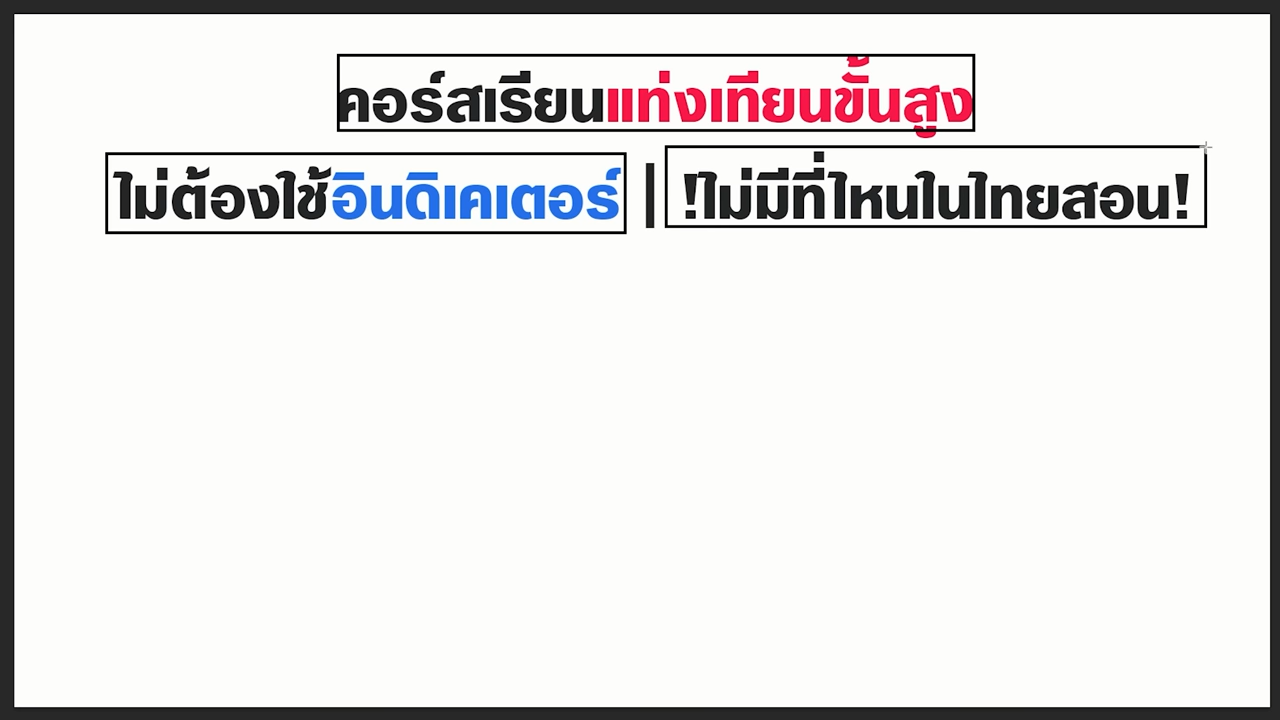 คอร์สเรียนแท่งเทียนขั้นสูง
ไม่ต้องใช้อินดิเคเตอร์ | !ไม่มีที่ไหนในไทยสอน!